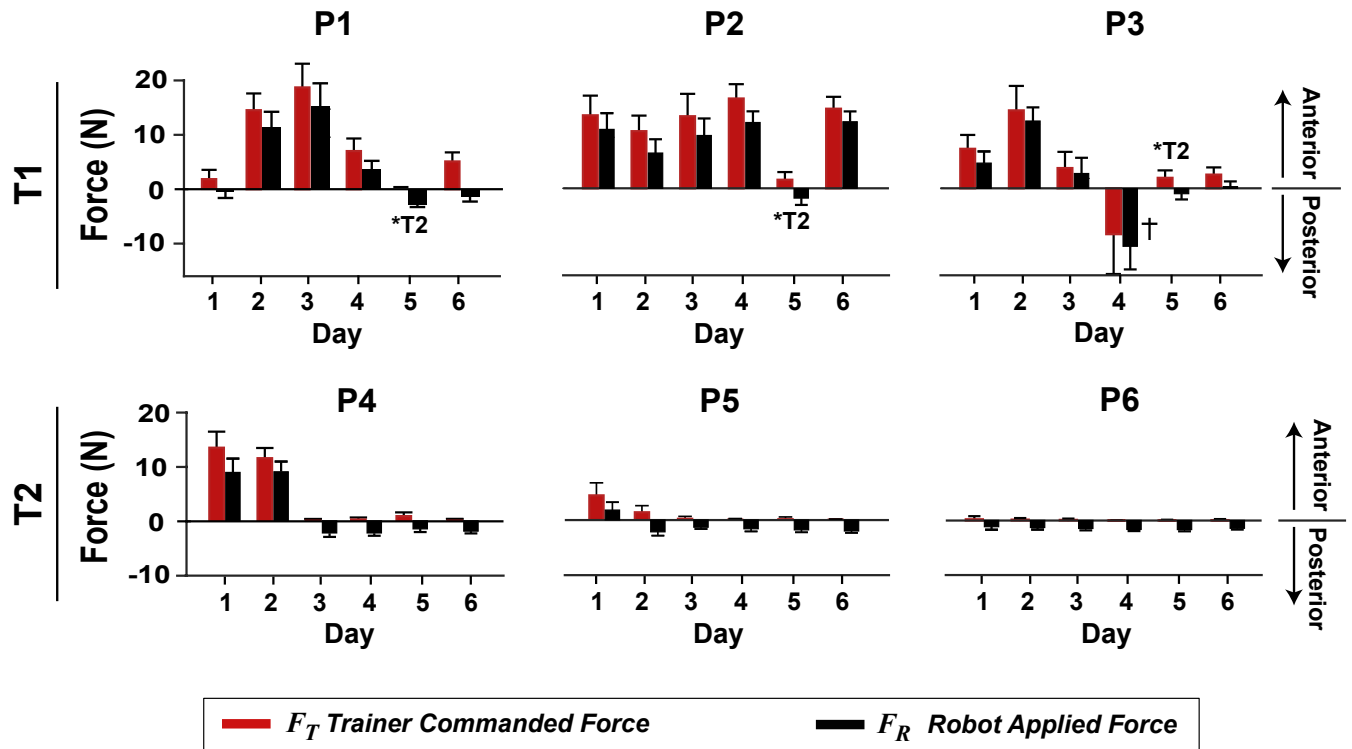 P1 P2 P3
T1
Force (N)
20
10
0
-10
*T2
*T2
†
*T2
Anterior
Posterior
1 2 3 4 5 6
1 2 3 4 5 6
1 2 3 4 5 6
Day Day Day
P4 P5 P6
T2
Force (N)
20
10
0
-10
Anterior
Posterior
1 2 3 4 5 6
1 2 3 4 5 6
1 2 3 4 5 6
Day Day Day
F_T Trainer Commanded Force F_R Robot Applied Force